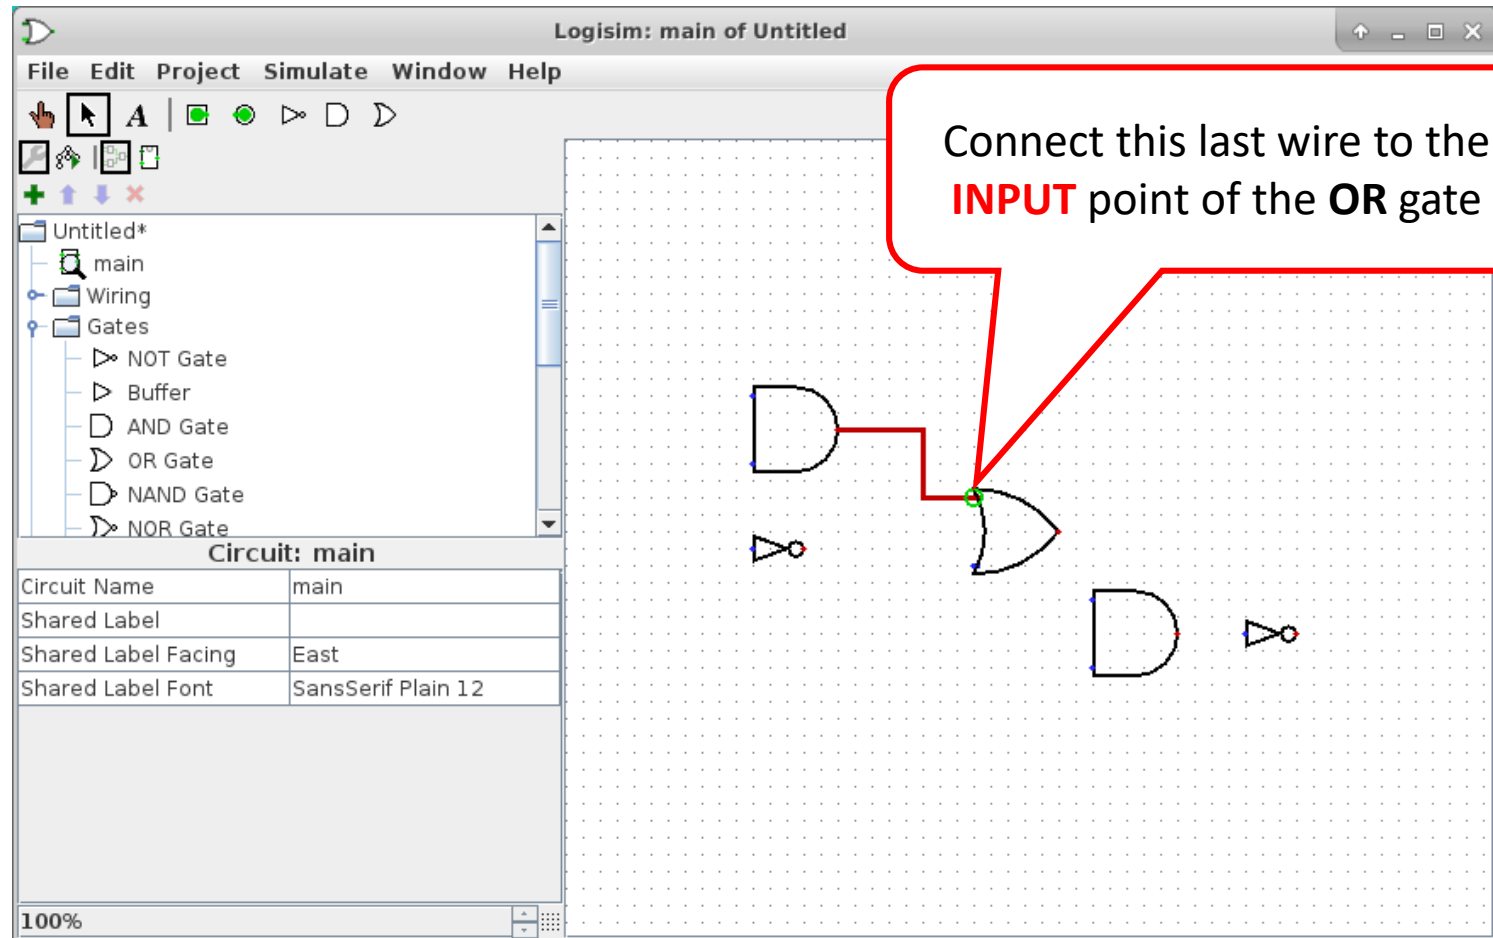 Logisim: main of Untitled
File Edit Project Simulate Window Help
A
Connect this last wire to the
INPUT point of the OR gate
Untitled*
main
Wiring
Gates
NOT Gate
Buffer
AND Gate
OR Gate
NAND Gate
NOR Gate
Circuit: main
Circuit Name main
Shared Label
Shared Label Facing East
Shared Label Font SansSerif Plain 12
100%